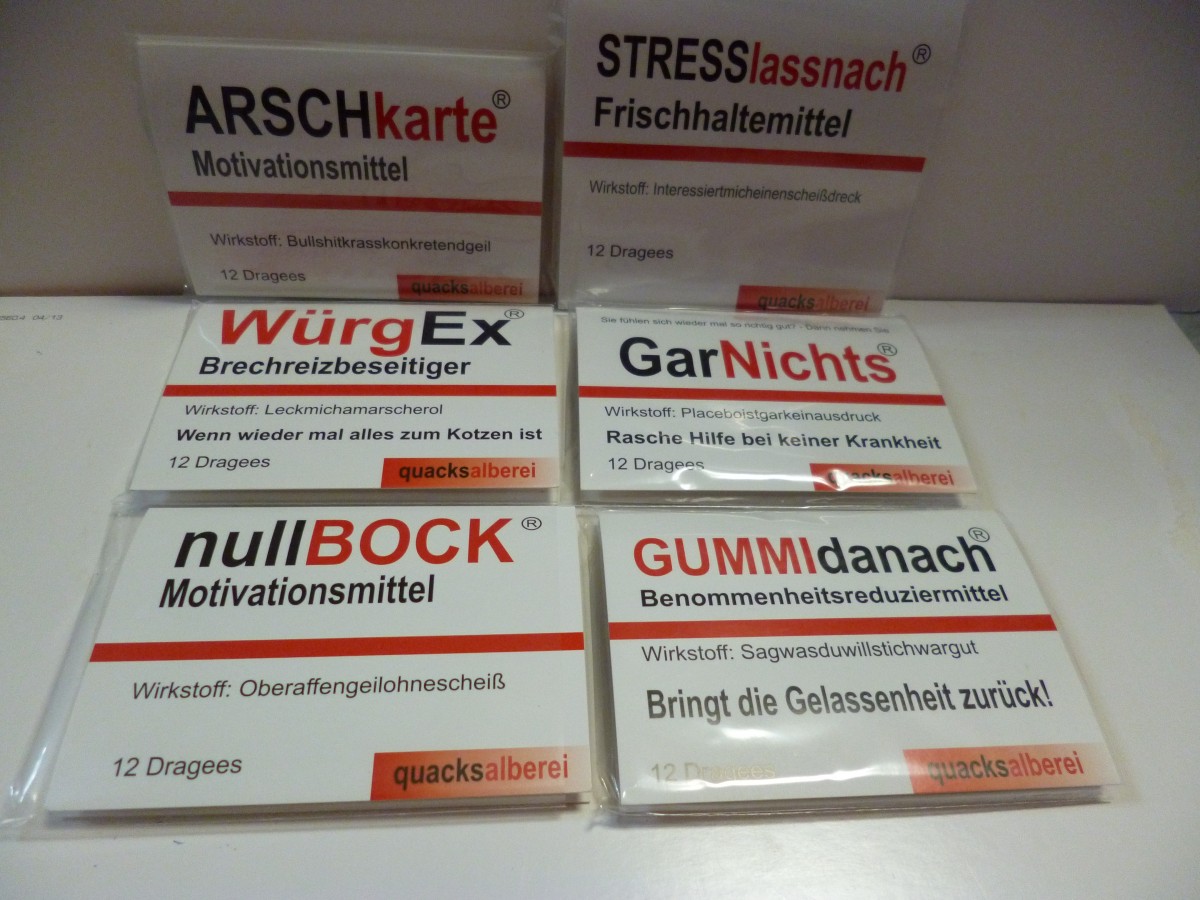 ARSCHkarte®
Motivationsmittel
Wirkstoff: Bullshitkrasskonkretendgeil
12 Dragees
quacksalberei
STRESSlassnach®
Frischhaltemittel
Wirkstoff: Interessiertmicheinenscheißdreck
12 Dragees
quacksalberei
04/13
WürgEx®
Brechreizbeseitiger
Wirkstoff: Leckmichamarscherol
Wenn wieder mal alles zum Kotzen ist
12 Dragees
quacksalberei
Sie fühlen sich wieder mal so richtig gut? - Dann nehmen Sie
GarNichts®
Wirkstoff: Placeboistgarkeinausdruck
Rasche Hilfe bei keiner Krankheit
12 Dragees
quacksalberei
nullBOCK®
Motivationsmittel
Wirkstoff: Oberaffengeilohnescheiß
12 Dragees
quacksalberei
GUMMIdanach®
Benommenheitsreduziermittel
Wirkstoff: Sagwasduwillstichwargut
Bringt die Gelassenheit zurück!
12 Dragees
quacksalberei